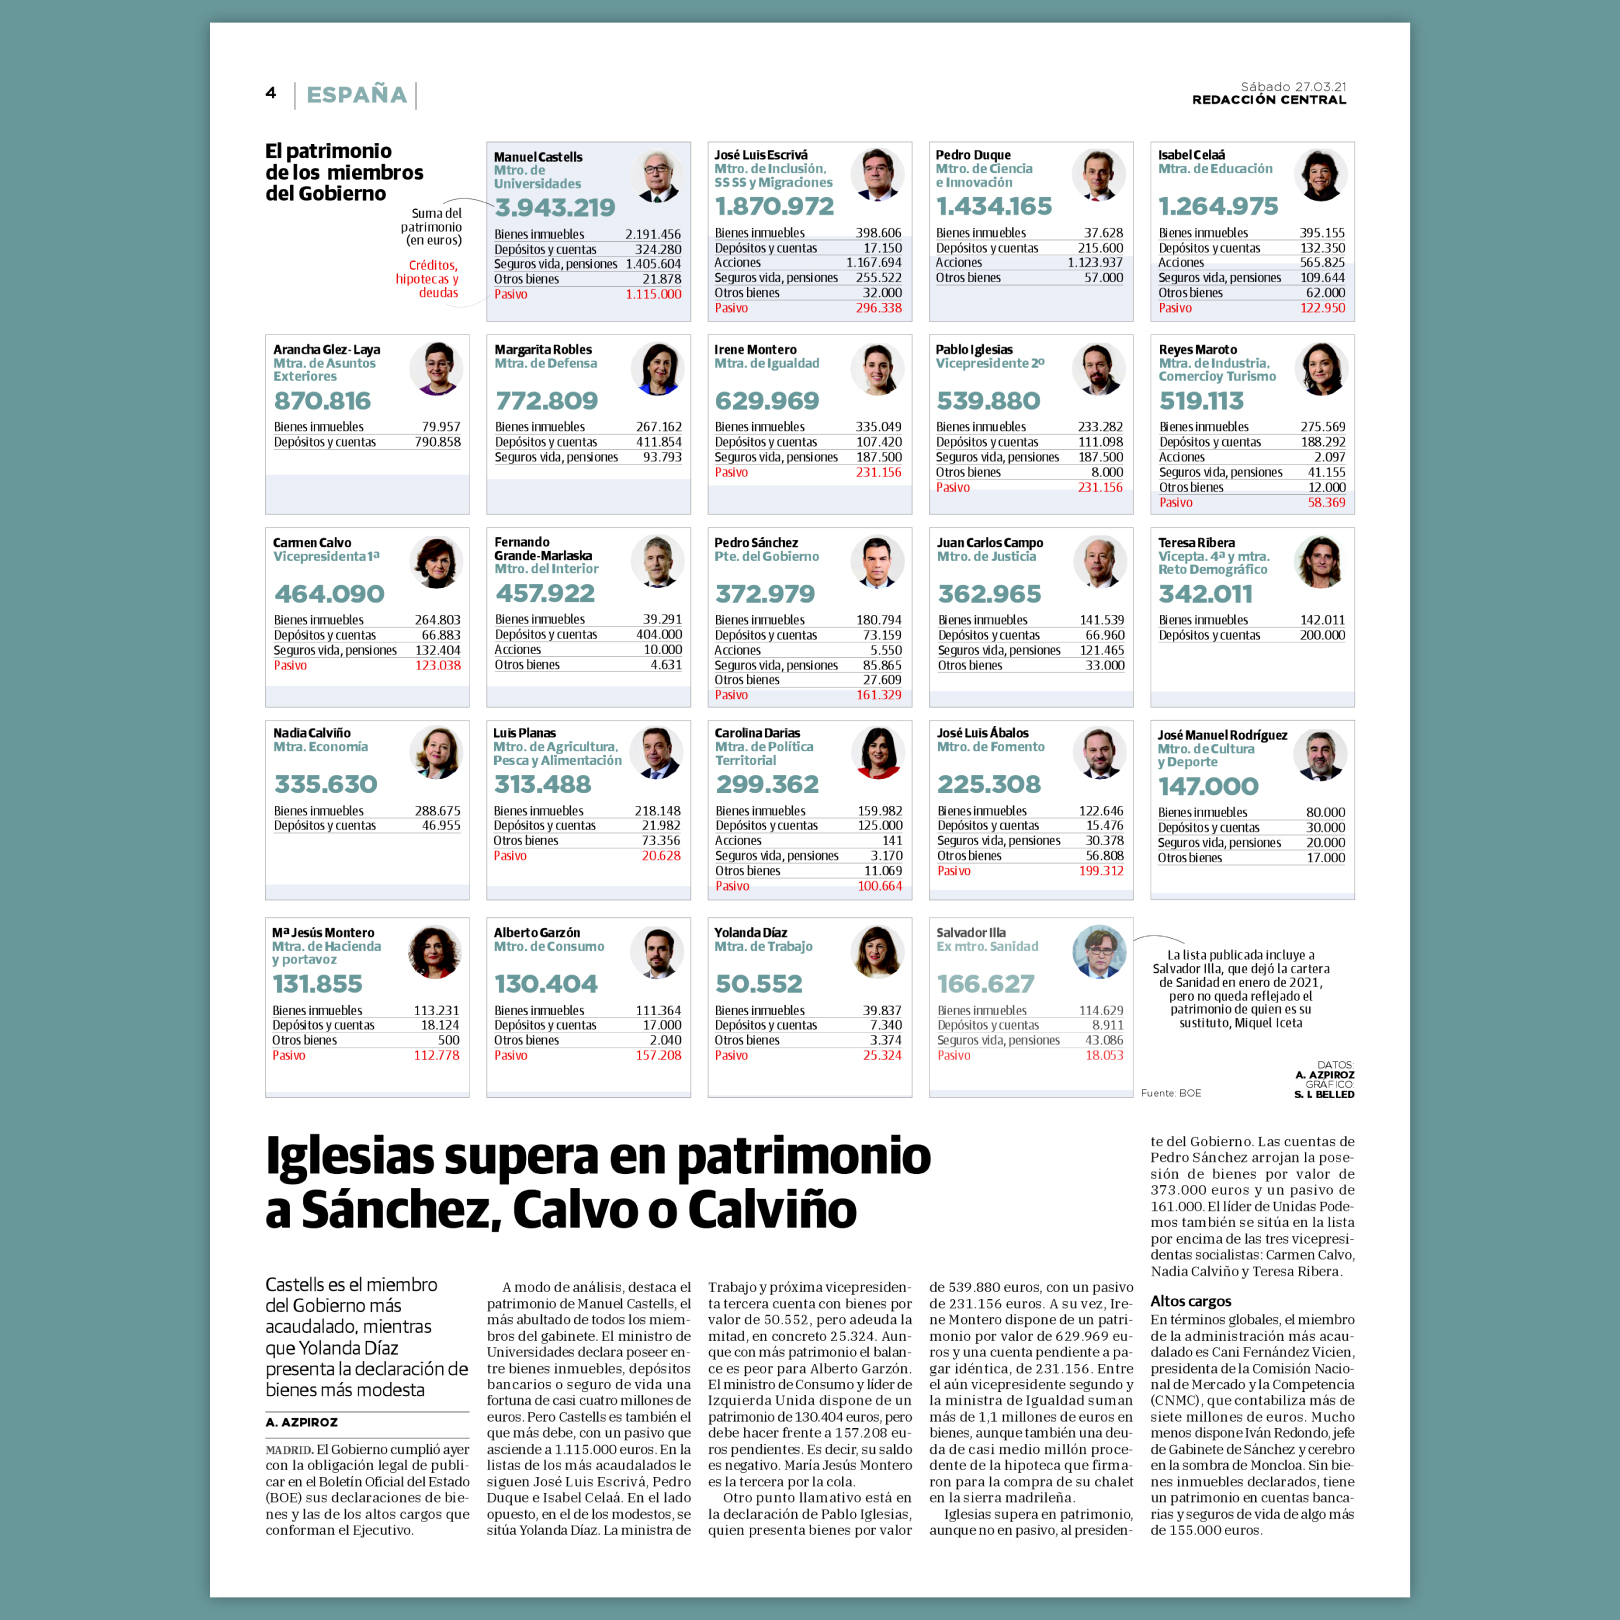 4
ESPAÑA
Sábado 27.03.21
REDACCIÓN CENTRAL
El patrimonio
de los miembros
del Gobierno
Suma del
patrimonio
(en euros)
Créditos,
hipotecas y
deudas
Manuel Castells
Mtro. de
Universidades
3.943.219
Bienes inmuebles 2.191.456
Depósitos y cuentas 324.280
Seguros vida, pensiones 1.405.604
Otros bienes 21.878
Pasivo 1.115.000
José Luis Escrivá
Mtro. de Inclusión,
SS SS y Migraciones
1.870.972
Bienes inmuebles 398.606
Depósitos y cuentas 17.150
Acciones 1.167.694
Seguros vida, pensiones 255.522
Otros bienes 32.000
Pasivo 296.338
Pedro Duque
Mtro. de Ciencia
e Innovación
1.434.165
Bienes inmuebles 37.628
Depósitos y cuentas 215.600
Acciones 1.123.937
Otros bienes 57.000
Isabel Celaá
Mtra. de Educación
1.264.975
Bienes inmuebles 395.155
Depósitos y cuentas 132.350
Acciones 565.825
Seguros vida, pensiones 109.644
Otros bienes 62.000
Pasivo 122.950
Arancha Glez- Laya
Mtra. de Asuntos
Exteriores
870.816
Bienes inmuebles 79.957
Depósitos y cuentas 790.858
Margarita Robles
Mtra. de Defensa
772.809
Bienes inmuebles 267.162
Depósitos y cuentas 411.854
Seguros vida, pensiones 93.793
Irene Montero
Mtra. de Igualdad
629.969
Bienes inmuebles 335.049
Depósitos y cuentas 107.420
Seguros vida, pensiones 187.500
Pasivo 231.156
Pablo Iglesias
Vicepresidente 2º
539.880
Bienes inmuebles 233.282
Depósitos y cuentas 111.098
Seguros vida, pensiones 187.500
Otros bienes 8.000
Pasivo 231.156
Reyes Maroto
Mtra. de Industria,
Comercioy Turismo
519.113
Bienes inmuebles 275.569
Depósitos y cuentas 188.292
Acciones 2.097
Seguros vida, pensiones 41.155
Otros bienes 12.000
Pasivo 58.369
Carmen Calvo
Vicepresidenta 1ª
464.090
Bienes inmuebles 264.803
Depósitos y cuentas 66.883
Seguros vida, pensiones 132.404
Pasivo 123.038
Fernando
Grande-Marlaska
Mtro. del Interior
457.922
Bienes inmuebles 39.291
Depósitos y cuentas 404.000
Acciones 10.000
Otros bienes 4.631
Pedro Sánchez
Pte. del Gobierno
372.979
Bienes inmuebles 180.794
Depósitos y cuentas 73.159
Acciones 5.550
Seguros vida, pensiones 85.865
Otros bienes 27.609
Pasivo 161.329
Juan Carlos Campo
Mtro. de Justicia
362.965
Bienes inmuebles 141.539
Depósitos y cuentas 66.960
Seguros vida, pensiones 121.465
Otros bienes 33.000
Teresa Ribera
Vicepta. 4ª y mtra.
Reto Demográfico
342.011
Bienes inmuebles 142.011
Depósitos y cuentas 200.000
Nadia Calviño
Mtra. Economía
335.630
Bienes inmuebles 288.675
Depósitos y cuentas 46.955
Luis Planas
Mtro. de Agricultura,
Pesca y Alimentación
313.488
Bienes inmuebles 218.148
Depósitos y cuentas 21.982
Otros bienes 73.356
Pasivo 20.628
Carolina Darias
Mtra. de Política
Territorial
299.362
Bienes inmuebles 159.982
Depósitos y cuentas 125.000
Acciones 141
Seguros vida, pensiones 3.170
Otros bienes 11.069
Pasivo 100.664
José Luis Ábalos
Mtro. de Fomento
225.308
Bienes inmuebles 122.646
Depósitos y cuentas 15.476
Seguros vida, pensiones 30.378
Otros bienes 56.808
Pasivo 199.312
José Manuel Rodríguez
Mtro. de Cultura
y Deporte
147.000
Bienes inmuebles 80.000
Depósitos y cuentas 30.000
Seguros vida, pensiones 20.000
Otros bienes 17.000
Mª Jesús Montero
Mtra. de Hacienda
y portavoz
131.855
Bienes inmuebles 113.231
Depósitos y cuentas 18.124
Otros bienes 500
Pasivo 112.778
Alberto Garzón
Mtro. de Consumo
130.404
Bienes inmuebles 111.364
Depósitos y cuentas 17.000
Otros bienes 2.040
Pasivo 157.208
Yolanda Díaz
Mtra. de Trabajo
50.552
Bienes inmuebles 39.837
Depósitos y cuentas 7.340
Otros bienes 3.374
Pasivo 25.324
Salvador Illa
Ex mtro. Sanidad
166.627
Bienes inmuebles 114.629
Depósitos y cuentas 8.911
Seguros vida, pensiones 43.086
Pasivo 18.053
La lista publicada incluye a
Salvador Illa, que dejó la cartera
de Sanidad en enero de 2021,
pero no queda reflejado el
patrimonio de quien es su
sustituto, Miquel Iceta
Fuente: BOE
DATOS:
A. AZPIROZ
GRÁFICO:
S. I. BELLED
Iglesias supera en patrimonio
a Sánchez, Calvo o Calviño
Castells es el miembro
del Gobierno más
acaudalado, mientras
que Yolanda Díaz
presenta la declaración de
bienes más modesta
A. AZPIROZ
MADRID. El Gobierno cumplió ayer
con la obligación legal de publi-
car en el Boletín Oficial del Estado
(BOE) sus declaraciones de bie-
nes y las de los altos cargos que
conforman el Ejecutivo.
A modo de análisis, destaca el
patrimonio de Manuel Castells, el
más abultado de todos los miem-
bros del gabinete. El ministro de
Universidades declara poseer en-
tre bienes inmuebles, depósitos
bancarios o seguro de vida una
fortuna de casi cuatro millones de
euros. Pero Castells es también el
que más debe, con un pasivo que
asciende a 1.115.000 euros. En la
listas de los más acaudalados le
siguen José Luis Escrivá, Pedro
Duque e Isabel Celaá. En el lado
opuesto, en el de los modestos, se
sitúa Yolanda Díaz. La ministra de
Trabajo y próxima vicepresiden-
ta tercera cuenta con bienes por
valor de 50.552, pero adeuda la
mitad, en concreto 25.324. Aun-
que con más patrimonio el balan-
ce es peor para Alberto Garzón.
El ministro de Consumo y líder de
Izquierda Unida dispone de un
patrimonio de 130.404 euros, pero
debe hacer frente a 157.208 eu-
ros pendientes. Es decir, su saldo
es negativo. María Jesús Montero
es la tercera por la cola.
Otro punto llamativo está en
la declaración de Pablo Iglesias,
quien presenta bienes por valor
de 539.880 euros, con un pasivo
de 231.156 euros. A su vez, Ire-
ne Montero dispone de un patri-
monio por valor de 629.969 eu-
ros y una cuenta pendiente a pa-
gar idéntica, de 231.156. Entre
el aún vicepresidente segundo y
la ministra de Igualdad suman
más de 1,1 millones de euros en
bienes, aunque también una deu-
da de casi medio millón proce-
dente de la hipoteca que firma-
ron para la compra de su chalet
en la sierra madrileña.
Iglesias supera en patrimonio,
aunque no en pasivo, al presiden-
te del Gobierno. Las cuentas de
Pedro Sánchez arrojan la pose-
sión de bienes por valor de
373.000 euros y un pasivo de
161.000. El líder de Unidas Pode-
mos también se sitúa en la lista
por encima de las tres vicepresi-
dentas socialistas: Carmen Calvo,
Nadia Calviño y Teresa Ribera.
Altos cargos
En términos globales, el miembro
de la administración más acau-
dalado es Cani Fernández Vicien,
presidenta de la Comisión Nacio-
nal de Mercado y la Competencia
(CNMC), que contabiliza más de
siete millones de euros. Mucho
menos dispone Iván Redondo, jefe
de Gabinete de Sánchez y cerebro
en la sombra de Moncloa. Sin bie-
nes inmuebles declarados, tiene
un patrimonio en cuentas banca-
rias y seguros de vida de algo más
de 155.000 euros.